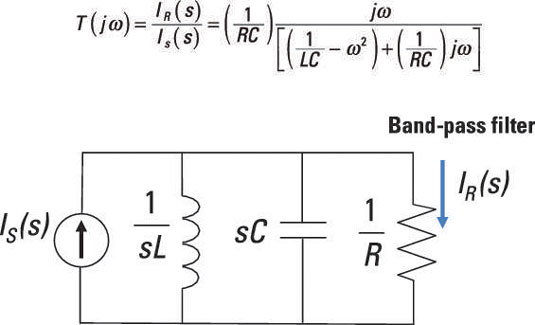 T(jω) = I_R(s) / I_s(s) = (1/RC) jω / [(1/LC − ω²) + (1/RC) jω]
Band-pass filter
I_R(s)
I_S(s)
1/sL
sC
1/R